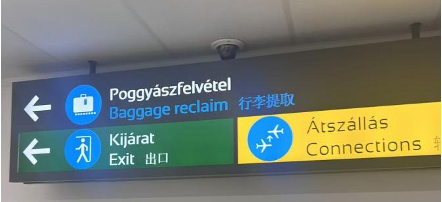 Poggyászfelvétel
Baggage reclaim 行李提取
Kijárat
Exit 出口
Átszállás
Connections